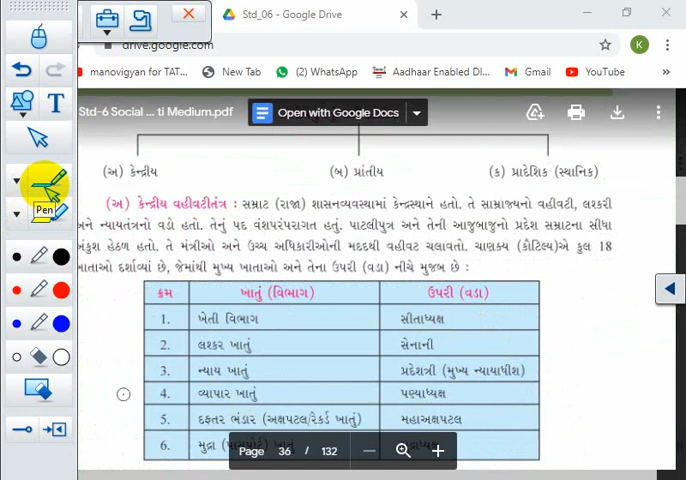 Std_06 - Google Drive
drive.google.com
K
manovigyan for TAT...
New Tab
(2) WhatsApp
Aadhaar Enabled DI...
Gmail
YouTube
Std-6 Social ... ti Medium.pdf
Open with Google Docs
T
Pen
(અ) કેન્દ્રીય
(બ) પ્રાંતીય
(ક) પ્રાદેશિક (સ્થાનિક)
(અ) કેન્દ્રીય વહીવટીતંત્ર : સમ્રાટ (રાજા) શાસનવ્યવસ્થામાં કેન્દ્રસ્થાને હતો. તે સામ્રાજ્યનો વહીવટી, લશ્કરી
અને ન્યાયતંત્રનો વડો હતો. તેનું પદ વંશપરંપરાગત હતું. પાટલીપુત્ર અને તેની આજુબાજુનો પ્રદેશ સમ્રાટના સીધા
અંકુશ હેઠળ હતો. તે મંત્રીઓ અને ઉચ્ચ અધિકારીઓની મદદથી વહીવટ ચલાવતો. ચાણક્ય (કૌટિલ્ય)એ કુલ 18
ખાતાઓ દર્શાવ્યાં છે, જેમાંથી મુખ્ય ખાતાઓ અને તેના ઉપરી (વડા) નીચે મુજબ છે :
ક્રમ ખાતું (વિભાગ) ઉપરી (વડા)
1. ખેતી વિભાગ સીતાધ્યક્ષ
2. લશ્કર ખાતું સેનાની
3. ન્યાય ખાતું પ્રદેશત્રી (મુખ્ય ન્યાયાધીશ)
4. વ્યાપાર ખાતું પણ્યાધ્યક્ષ
5. દફતર ભંડાર (અક્ષપટલ/રેકર્ડ ખાતું) મહાઅક્ષપટલ
6. મુદ્રા (પાસપોર્ટ) ખાતું મુદ્રાધ્યક્ષ
Page 36 / 132